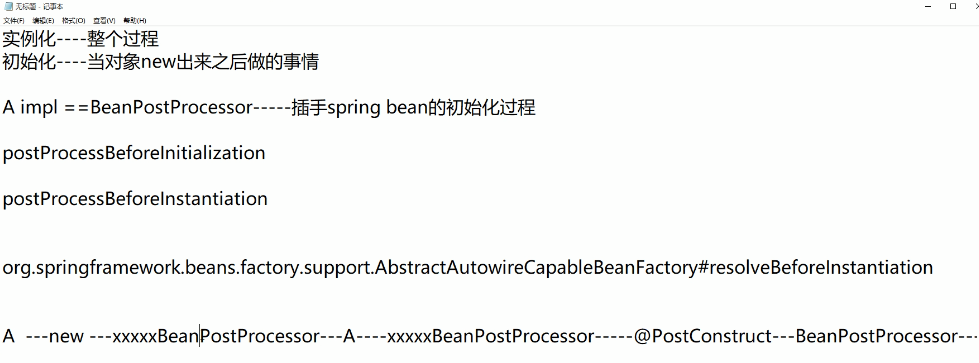 无标题 - 记事本
文件(F) 编辑(E) 格式(O) 查看(V) 帮助(H)
实例化----整个过程
初始化----当对象new出来之后做的事情
A impl ==BeanPostProcessor-----插手spring bean的初始化过程
postProcessBeforeInitialization
postProcessBeforeInstantiation
org.springframework.beans.factory.support.AbstractAutowireCapableBeanFactory#resolveBeforeInstantiation
A  ---new ---xxxxxBeanPostProcessor---A----xxxxxBeanPostProcessor-----@PostConstruct---BeanPostProcessor--